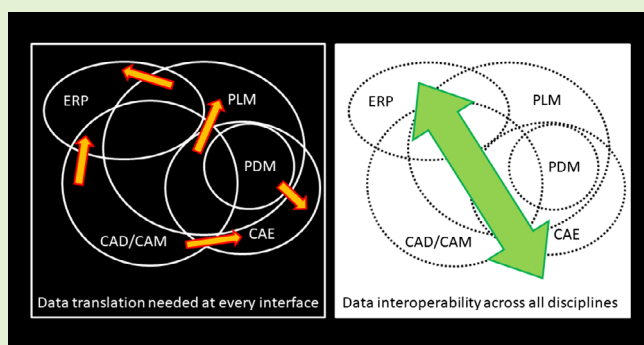 ERP
PLM
PDM
CAD/CAM
CAE
Data translation needed at every interface
ERP
PLM
PDM
CAD/CAM
CAE
Data interoperability across all disciplines